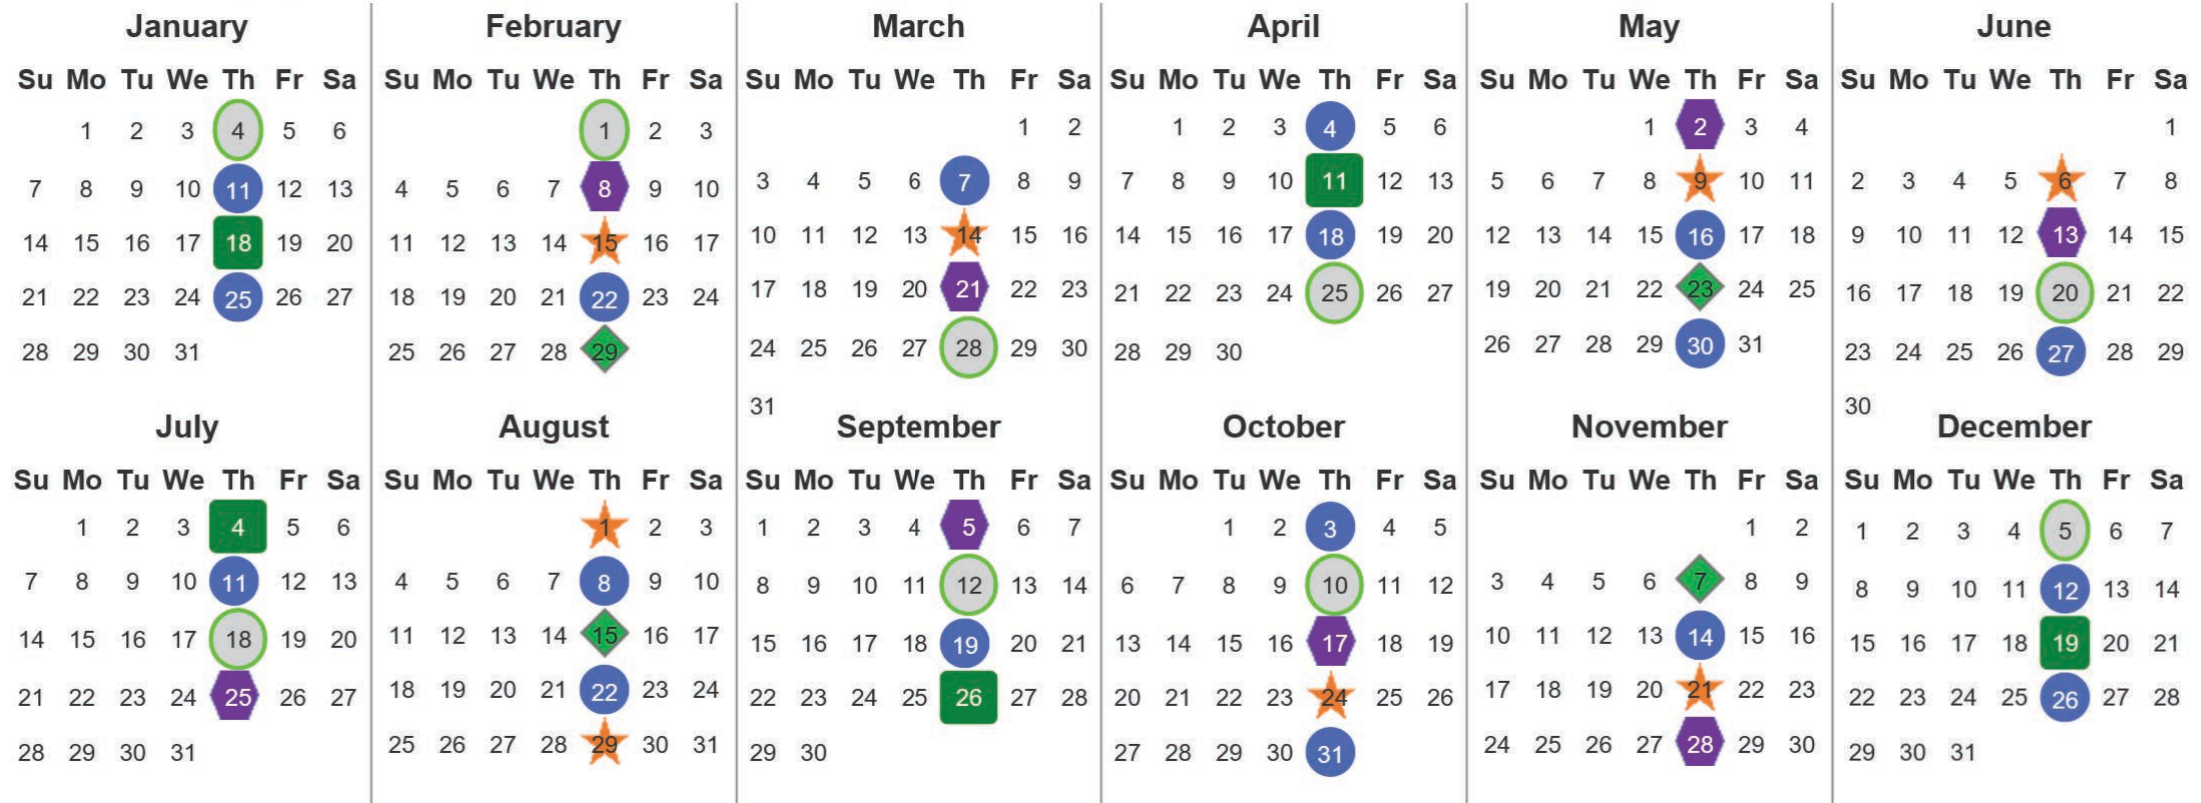 January
Su Mo Tu We Th Fr Sa
1 2 3 4 5 6
7 8 9 10 11 12 13
14 15 16 17 18 19 20
21 22 23 24 25 26 27
28 29 30 31
February
Su Mo Tu We Th Fr Sa
1 2 3
4 5 6 7 8 9 10
11 12 13 14 15 16 17
18 19 20 21 22 23 24
25 26 27 28 29
March
Su Mo Tu We Th Fr Sa
1 2
3 4 5 6 7 8 9
10 11 12 13 14 15 16
17 18 19 20 21 22 23
24 25 26 27 28 29 30
31
April
Su Mo Tu We Th Fr Sa
1 2 3 4 5 6
7 8 9 10 11 12 13
14 15 16 17 18 19 20
21 22 23 24 25 26 27
28 29 30
May
Su Mo Tu We Th Fr Sa
1 2 3 4
5 6 7 8 9 10 11
12 13 14 15 16 17 18
19 20 21 22 23 24 25
26 27 28 29 30 31
June
Su Mo Tu We Th Fr Sa
1
2 3 4 5 6 7 8
9 10 11 12 13 14 15
16 17 18 19 20 21 22
23 24 25 26 27 28 29
30
July
Su Mo Tu We Th Fr Sa
1 2 3 4 5 6
7 8 9 10 11 12 13
14 15 16 17 18 19 20
21 22 23 24 25 26 27
28 29 30 31
August
Su Mo Tu We Th Fr Sa
1 2 3
4 5 6 7 8 9 10
11 12 13 14 15 16 17
18 19 20 21 22 23 24
25 26 27 28 29 30 31
September
Su Mo Tu We Th Fr Sa
1 2 3 4 5 6 7
8 9 10 11 12 13 14
15 16 17 18 19 20 21
22 23 24 25 26 27 28
29 30
October
Su Mo Tu We Th Fr Sa
1 2 3 4 5
6 7 8 9 10 11 12
13 14 15 16 17 18 19
20 21 22 23 24 25 26
27 28 29 30 31
November
Su Mo Tu We Th Fr Sa
1 2
3 4 5 6 7 8 9
10 11 12 13 14 15 16
17 18 19 20 21 22 23
24 25 26 27 28 29 30
December
Su Mo Tu We Th Fr Sa
1 2 3 4 5 6 7
8 9 10 11 12 13 14
15 16 17 18 19 20 21
22 23 24 25 26 27 28
29 30 31